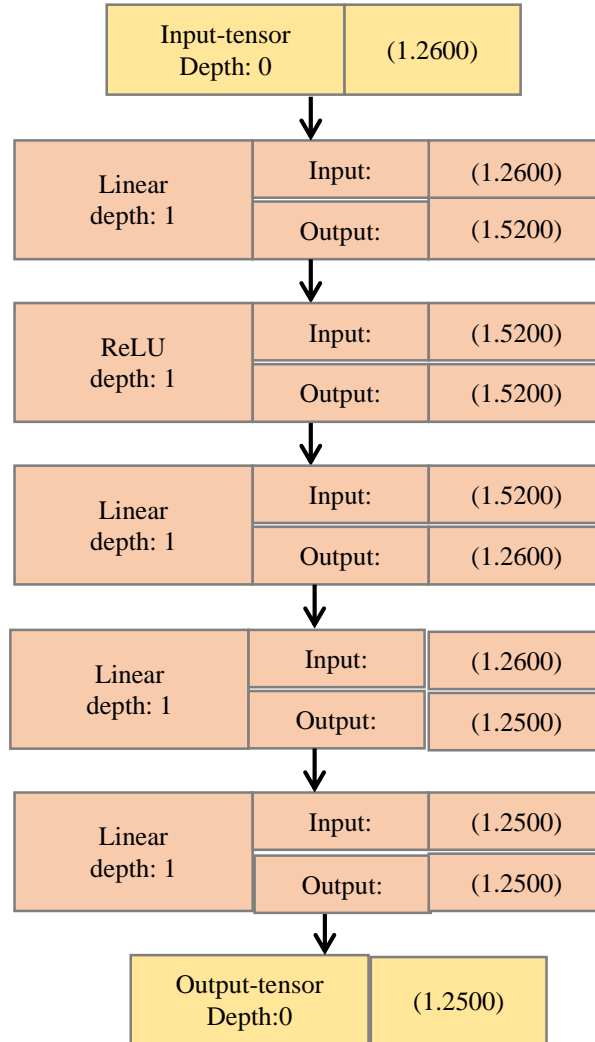 Input-tensor
Depth: 0
(1.2600)
Linear
depth: 1
Input:
(1.2600)
Output:
(1.5200)
ReLU
depth: 1
Input:
(1.5200)
Output:
(1.5200)
Linear
depth: 1
Input:
(1.5200)
Output:
(1.2600)
Linear
depth: 1
Input:
(1.2600)
Output:
(1.2500)
Linear
depth: 1
Input:
(1.2500)
Output:
(1.2500)
Output-tensor
Depth:0
(1.2500)